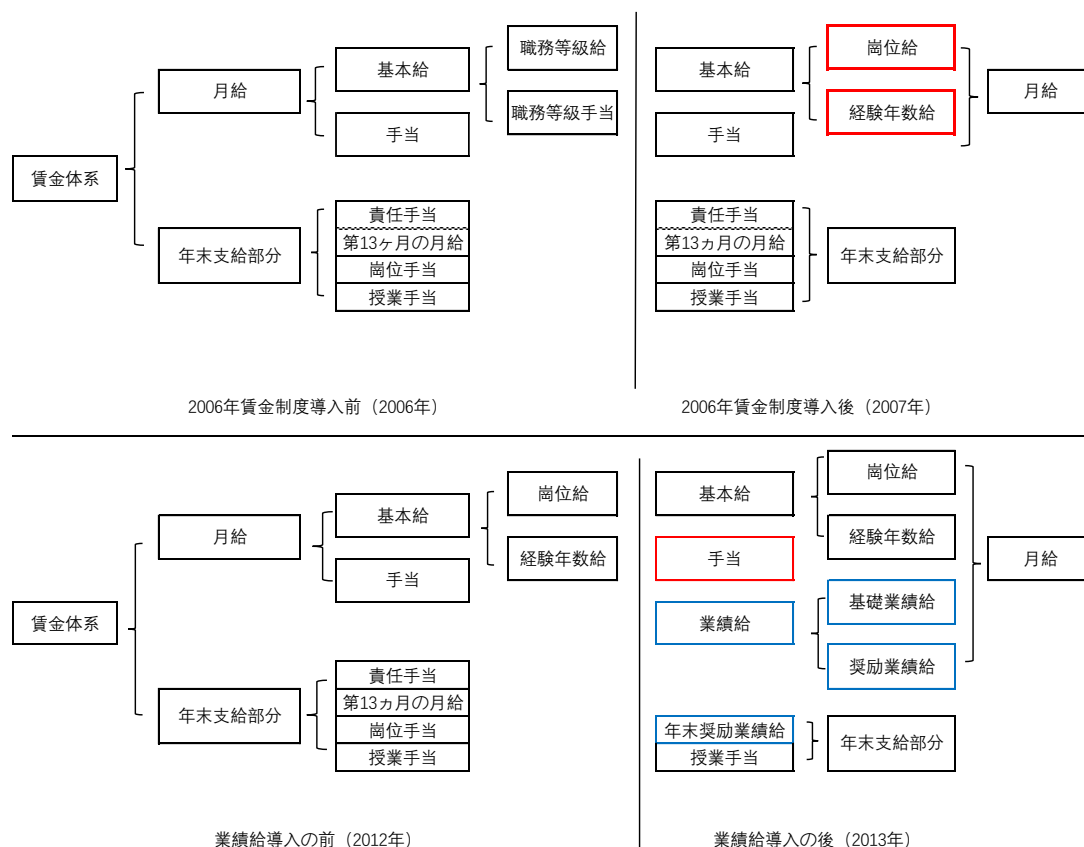 賃金体系
月給
基本給
職務等級給
職務等級手当
手当
年末支給部分
責任手当
第13ヶ月の月給
崗位手当
授業手当
2006年賃金制度導入前（2006年）
基本給
崗位給
経験年数給
手当
月給
責任手当
第13ヵ月の月給
崗位手当
授業手当
年末支給部分
2006年賃金制度導入後（2007年）
賃金体系
月給
基本給
崗位給
経験年数給
手当
年末支給部分
責任手当
第13ヵ月の月給
崗位手当
授業手当
業績給導入の前（2012年）
基本給
崗位給
経験年数給
手当
業績給
基礎業績給
奨励業績給
月給
年末奨励業績給
授業手当
年末支給部分
業績給導入の後（2013年）